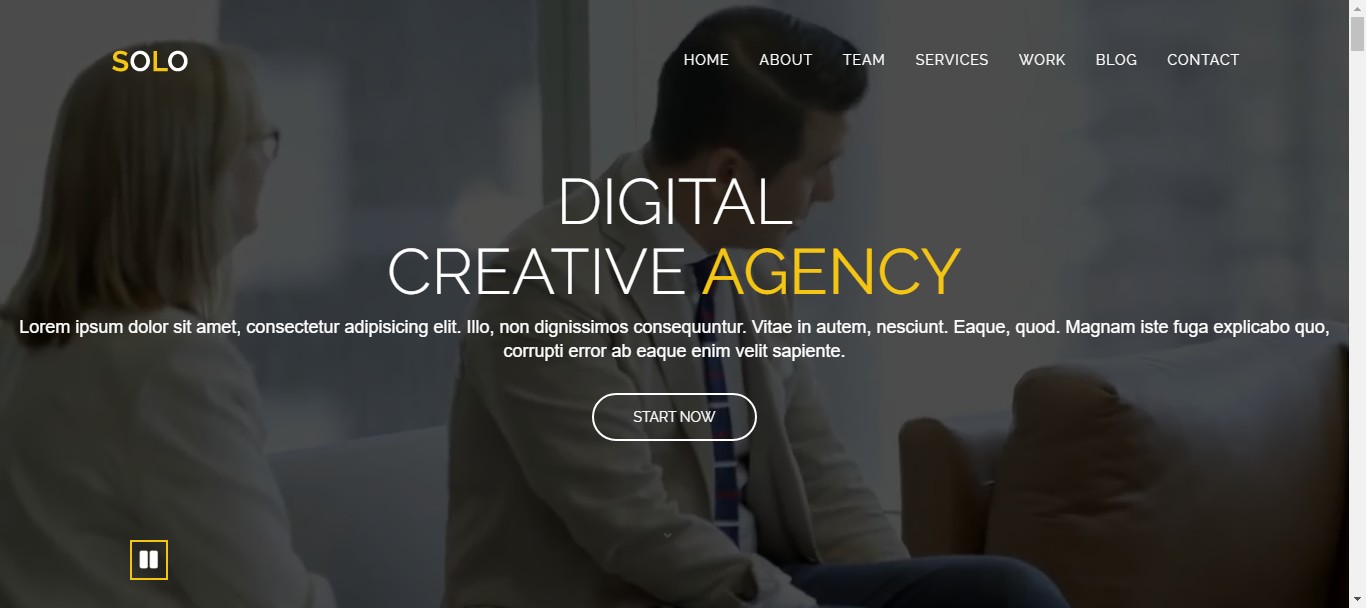 SOLO
HOME ABOUT TEAM SERVICES WORK BLOG CONTACT
DIGITAL
CREATIVE AGENCY
Lorem ipsum dolor sit amet, consectetur adipisicing elit. Illo, non dignissimos consequuntur. Vitae in autem, nesciunt. Eaque, quod. Magnam iste fuga explicabo quo,
corrupti error ab eaque enim velit sapiente.
START NOW